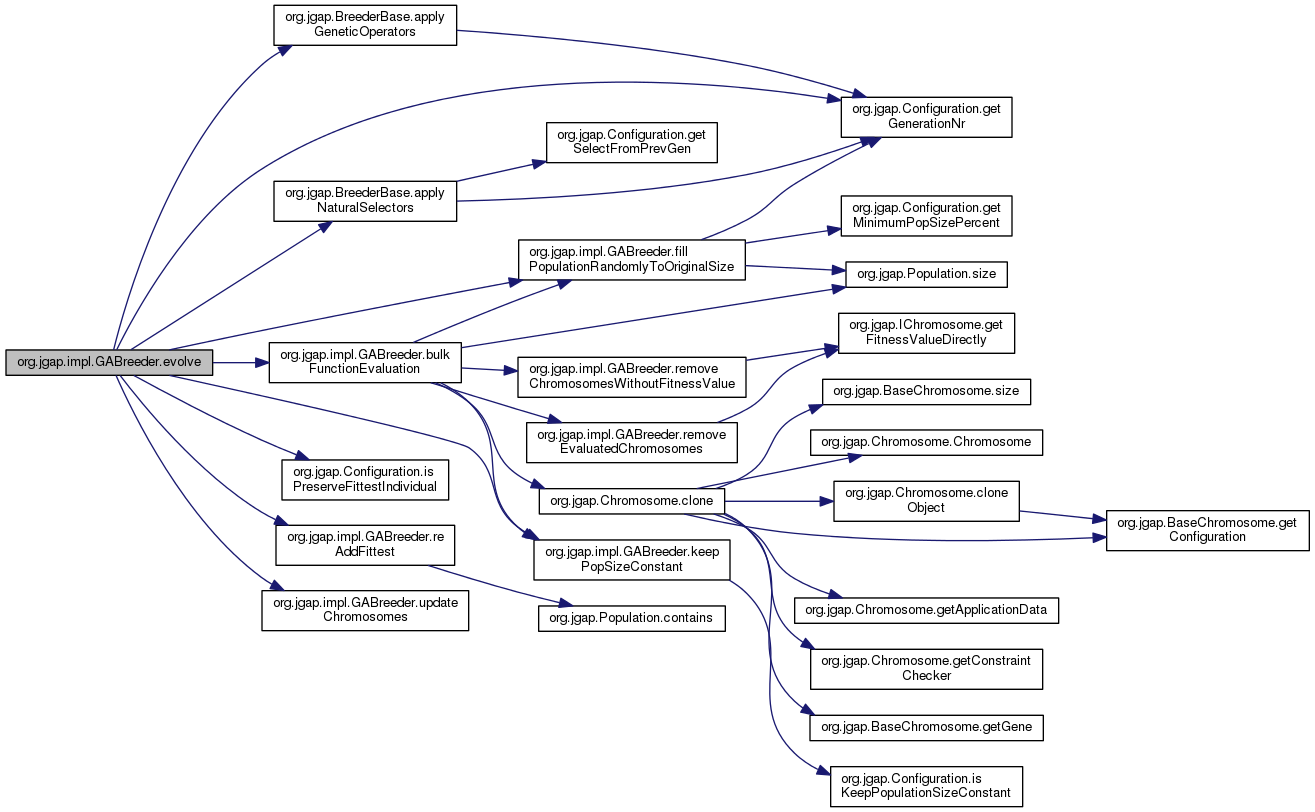 org.jgap.impl.GABreeder.evolve
org.jgap.BreederBase.apply
GeneticOperators
org.jgap.BreederBase.apply
NaturalSelectors
org.jgap.impl.GABreeder.bulk
FunctionEvaluation
org.jgap.Configuration.is
PreserveFittestIndividual
org.jgap.impl.GABreeder.re
AddFittest
org.jgap.impl.GABreeder.update
Chromosomes
org.jgap.Configuration.get
SelectFromPrevGen
org.jgap.impl.GABreeder.fill
PopulationRandomlyToOriginalSize
org.jgap.impl.GABreeder.remove
ChromosomesWithoutFitnessValue
org.jgap.impl.GABreeder.remove
EvaluatedChromosomes
org.jgap.Chromosome.clone
org.jgap.impl.GABreeder.keep
PopSizeConstant
org.jgap.Population.contains
org.jgap.Configuration.get
GenerationNr
org.jgap.Configuration.get
MinimumPopSizePercent
org.jgap.Population.size
org.jgap.IChromosome.get
FitnessValueDirectly
org.jgap.BaseChromosome.size
org.jgap.Chromosome.Chromosome
org.jgap.Chromosome.clone
Object
org.jgap.Chromosome.getApplicationData
org.jgap.Chromosome.getConstraint
Checker
org.jgap.BaseChromosome.getGene
org.jgap.Configuration.is
KeepPopulationSizeConstant
org.jgap.BaseChromosome.get
Configuration